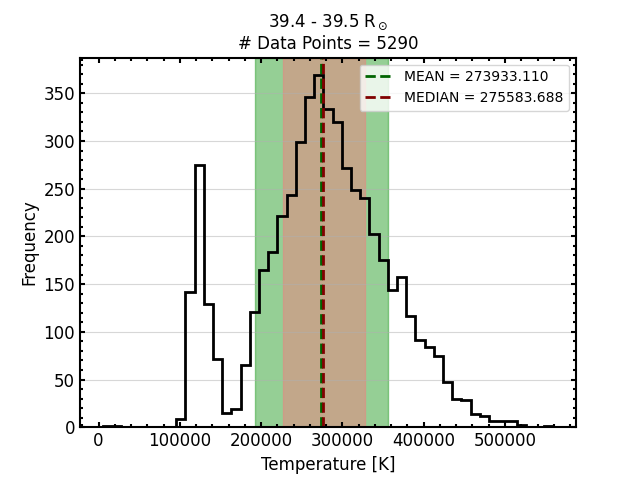 39.4 - 39.5 R⊙
# Data Points = 5290
MEAN = 273933.110
MEDIAN = 275583.688
Frequency
350
300
250
200
150
100
50
0
0 100000 200000 300000 400000 500000
Temperature [K]